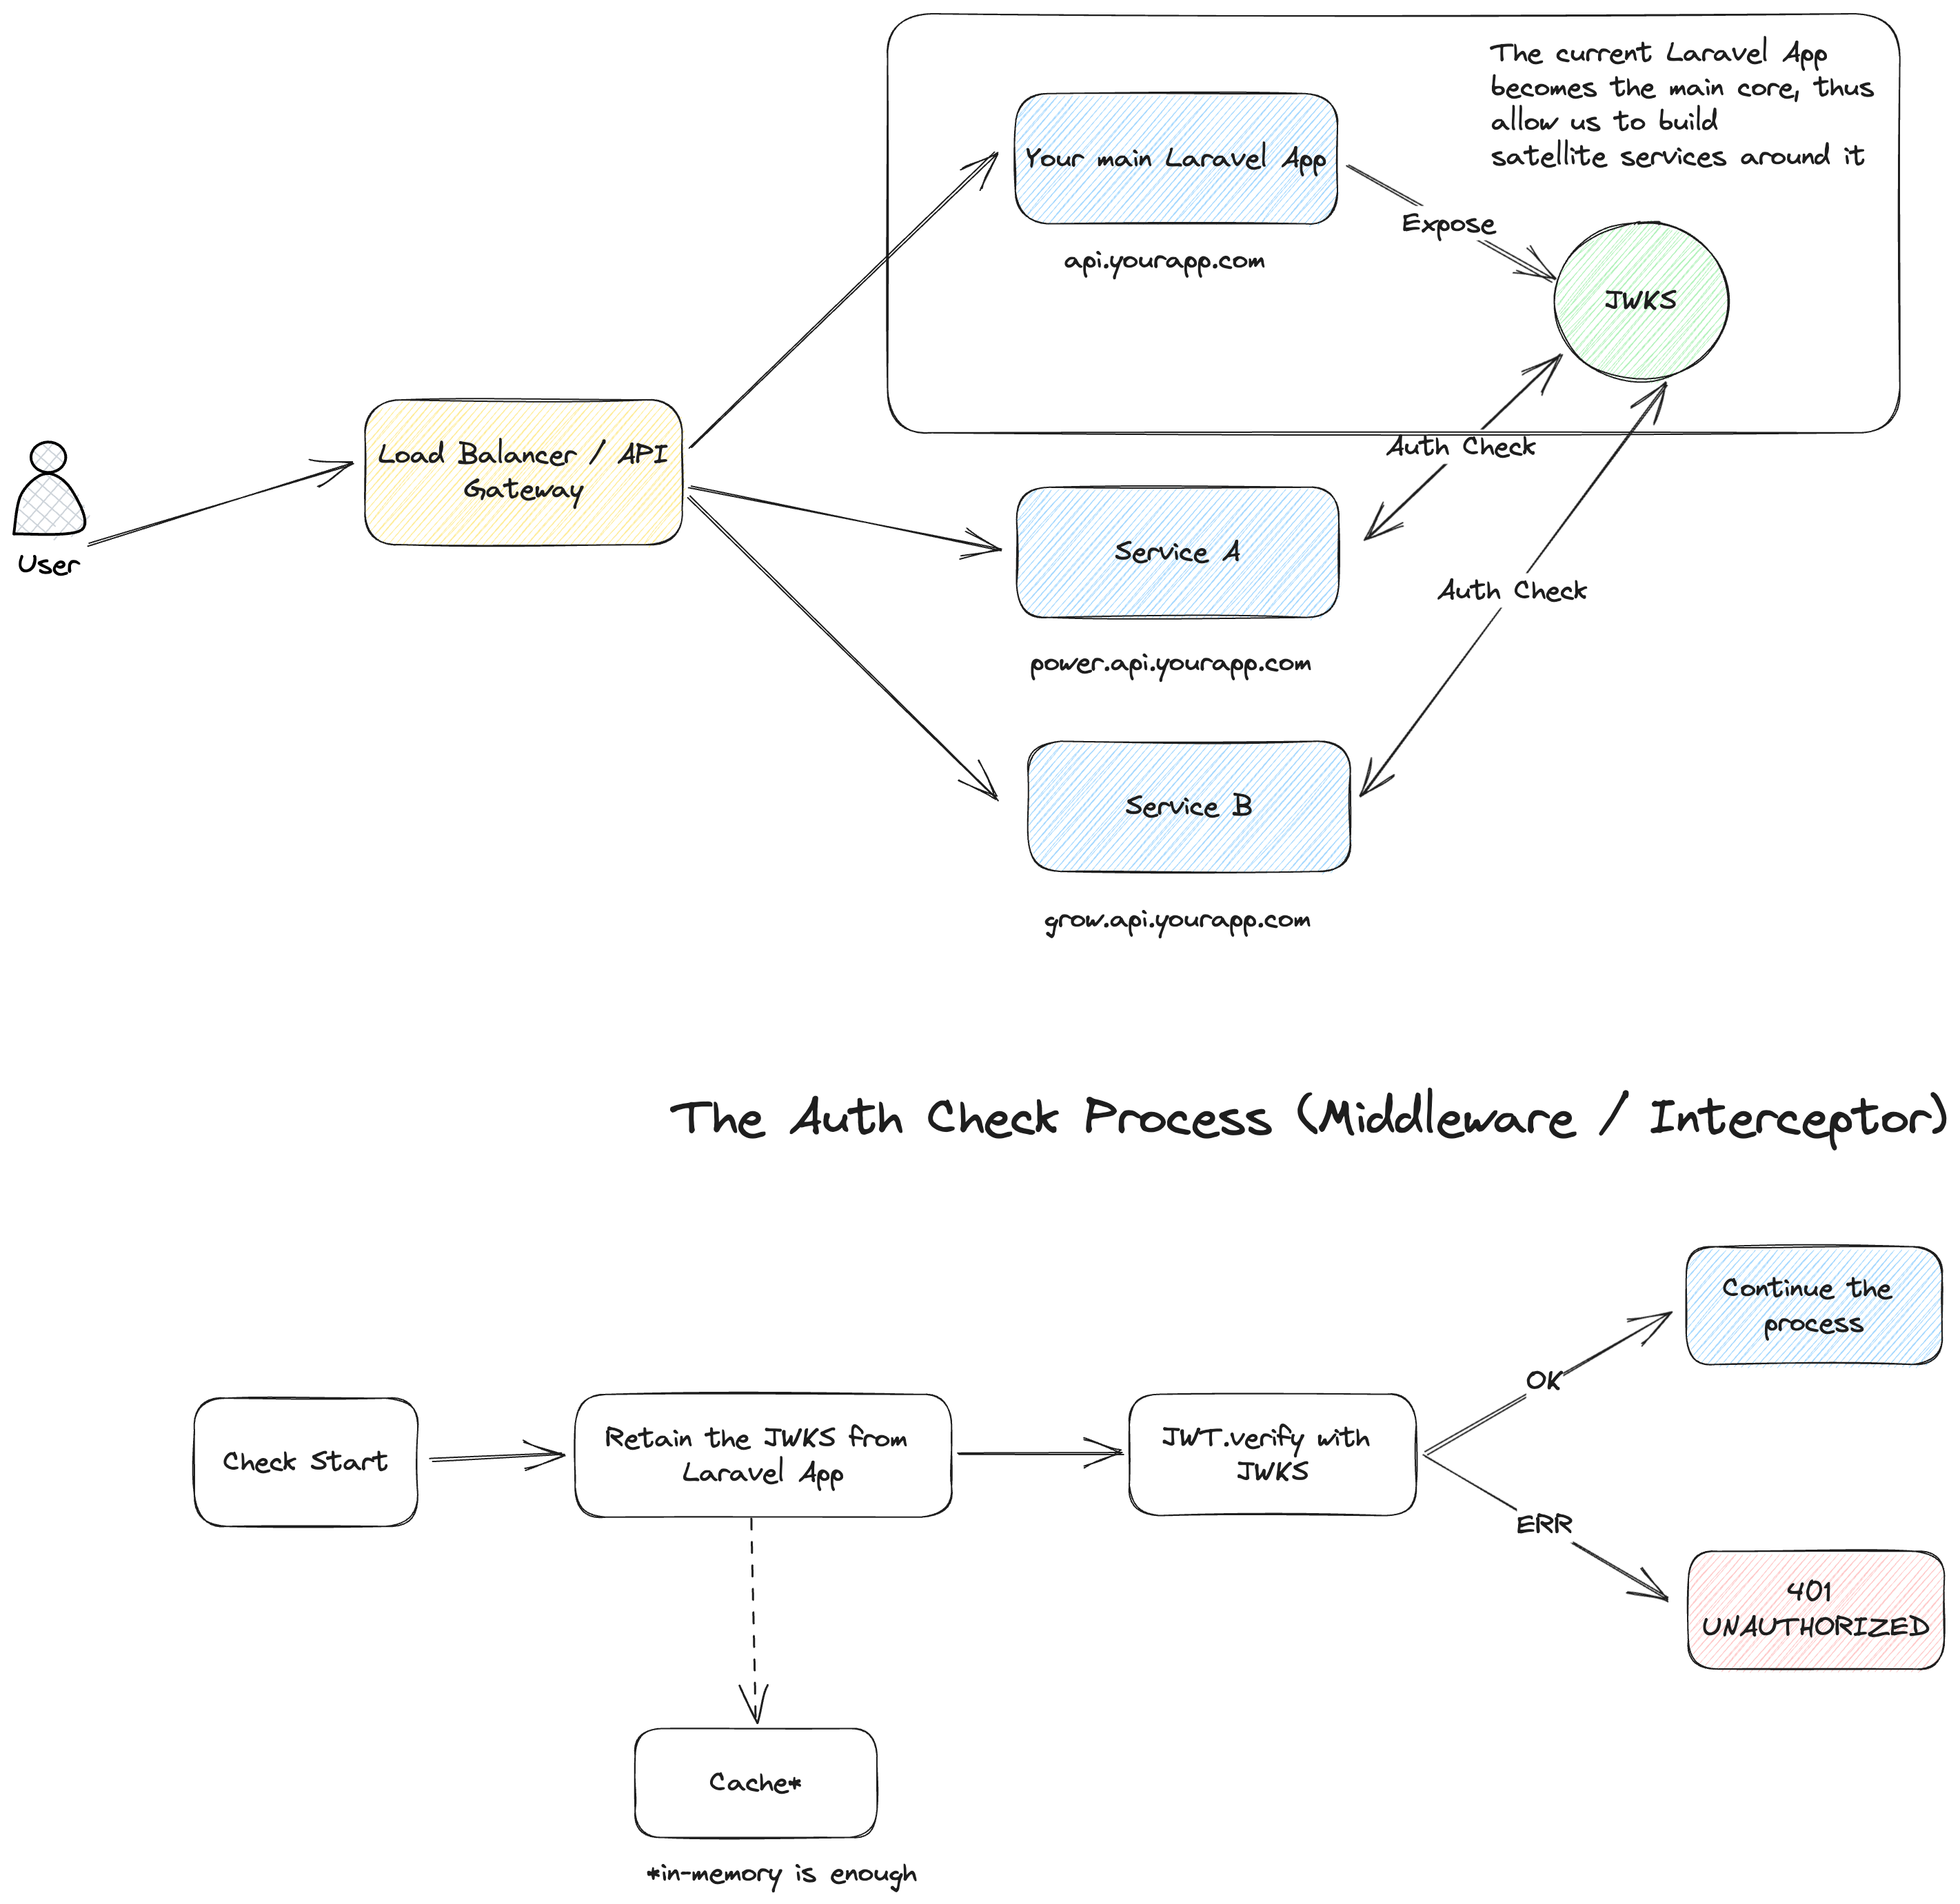 The current Laravel App
becomes the main core, thus
allow us to build
satellite services around it
Your main Laravel App
Expose
api.yourapp.com
JWKS
Load Balancer / API
Gateway
Auth Check
User
Service A
Auth Check
power.api.yourapp.com
Service B
grow.api.yourapp.com
The Auth Check Process (Middleware / Interceptor)
Continue the
process
OK
Check Start
Retain the JWKS from
Laravel App
JWT.verify with
JWKS
ERR
401
UNAUTHORIZED
Cache*
*in-memory is enough